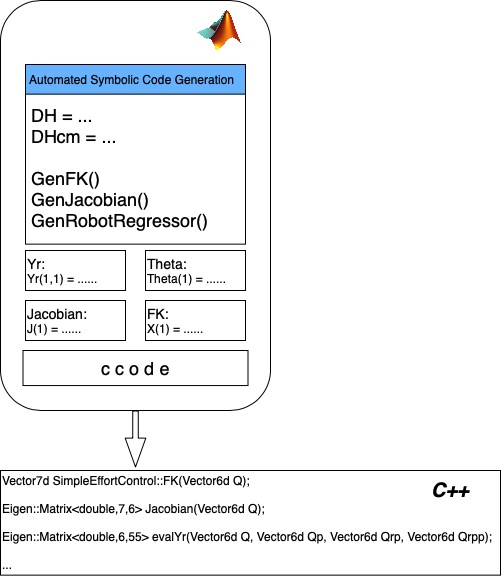 Automated Symbolic Code Generation
DH = ...
DHcm = ...
GenFK()
GenJacobian()
GenRobotRegressor()
Yr:
Yr(1,1) = ......
Theta:
Theta(1) = ......
Jacobian:
J(1) = ......
FK:
X(1) = ......
c c o d e
Vector7d SimpleEffortControl::FK(Vector6d Q);
C++
Eigen::Matrix<double,7,6> Jacobian(Vector6d Q);
Eigen::Matrix<double,6,55> evalYr(Vector6d Q, Vector6d Qp, Vector6d Qrp, Vector6d Qrpp);
...